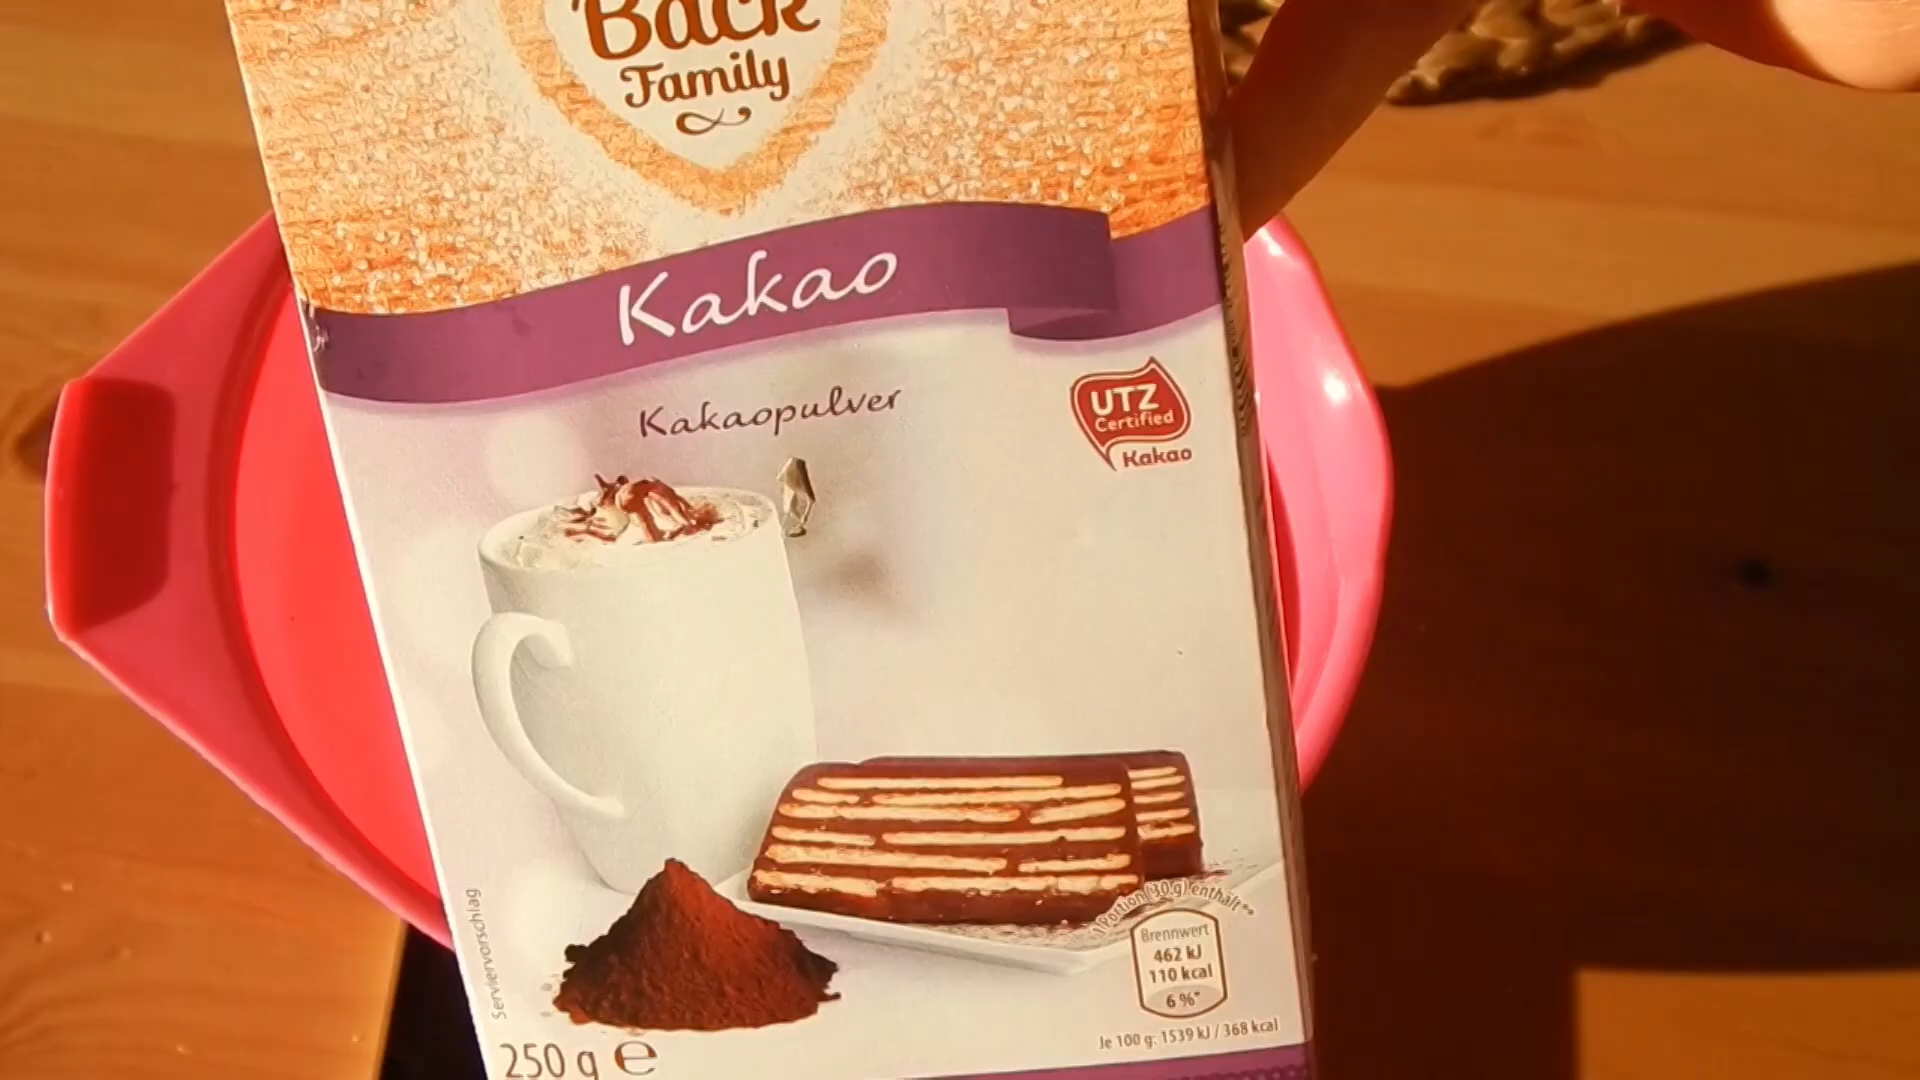 Back
Family
Kakao
Kakaopulver
UTZ
Certified
Kakao
Serviervorschlag
1 Portion (30 g) enthält**
Brennwert
462 kJ
110 kcal
6 %*
Je 100 g: 1539 kJ / 368 kcal
250 g ℮